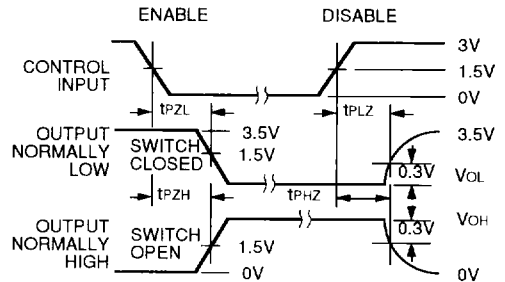 ENABLE DISABLE
CONTROL INPUT
3V
1.5V
0V
tPZL
tPLZ
OUTPUT NORMALLY LOW
SWITCH CLOSED
3.5V
1.5V
3.5V
0.3V
VOL
tPZH
tPHZ
0.3V
VOH
OUTPUT NORMALLY HIGH
SWITCH OPEN
1.5V
0V
0V